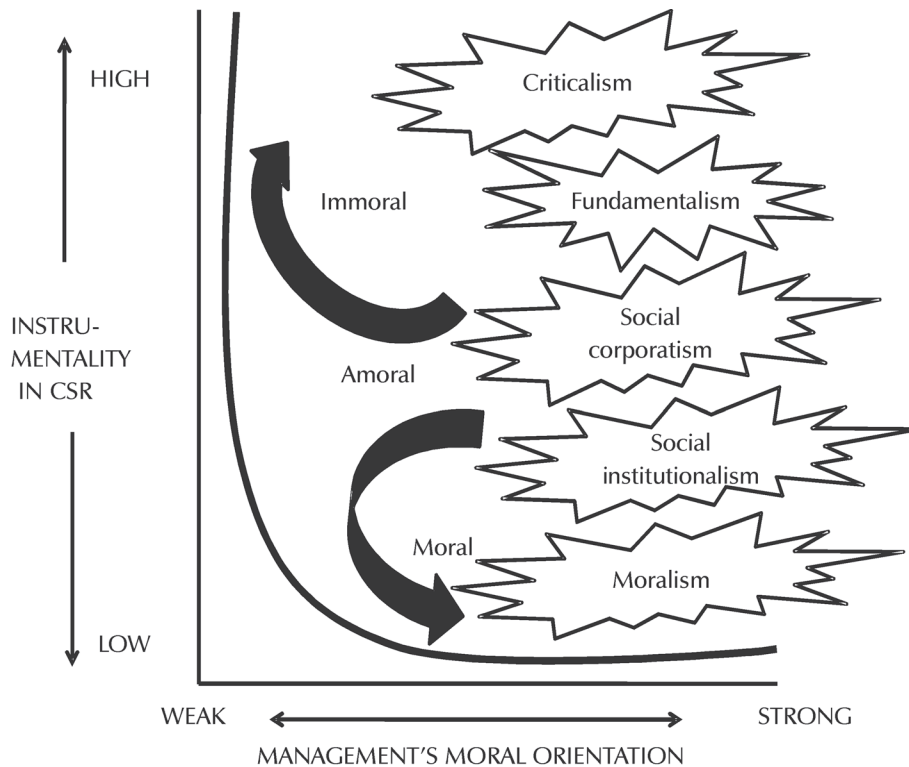 HIGH
Criticalism
Immoral
Fundamentalism
INSTRU-
MENTALITY
IN CSR
Social
corporatism
Amoral
Social
institutionalism
Moral
Moralism
LOW
WEAK
STRONG
MANAGEMENT'S MORAL ORIENTATION